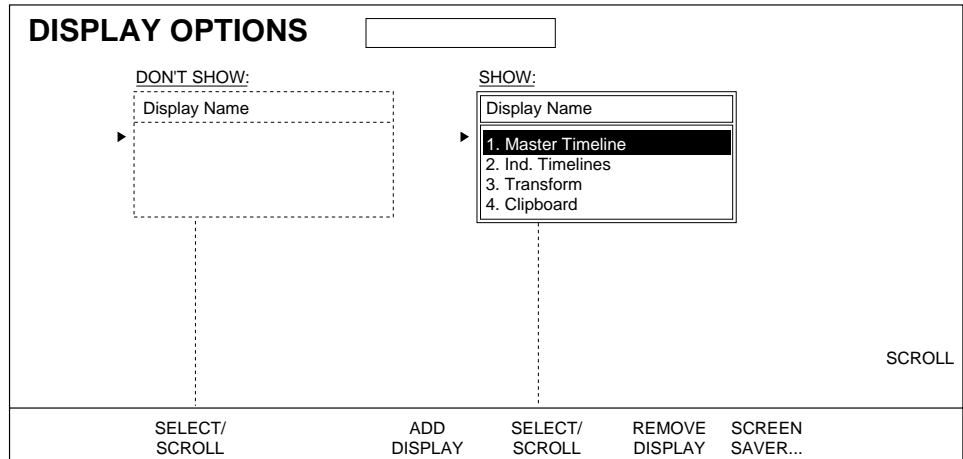 DISPLAY OPTIONS
DON'T SHOW:
Display Name
SHOW:
Display Name
1. Master Timeline
2. Ind. Timelines
3. Transform
4. Clipboard
SCROLL
SELECT/
SCROLL
ADD
DISPLAY
SELECT/
SCROLL
REMOVE
DISPLAY
SCREEN
SAVER...